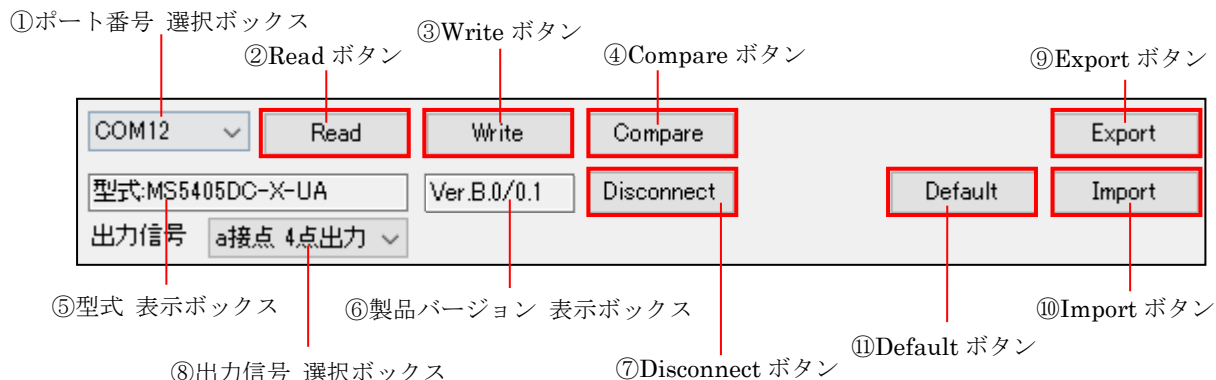 ①ポート番号 選択ボックス
②Read ボタン
③Write ボタン
④Compare ボタン
⑨Export ボタン
COM12
Read
Write
Compare
Export
型式:MS5405DC-X-UA
Ver.B.0/0.1
Disconnect
Default
Import
出力信号
a接点 4点出力
⑤型式 表示ボックス
⑥製品バージョン 表示ボックス
⑩Import ボタン
⑧出力信号 選択ボックス
⑦Disconnect ボタン
⑪Default ボタン